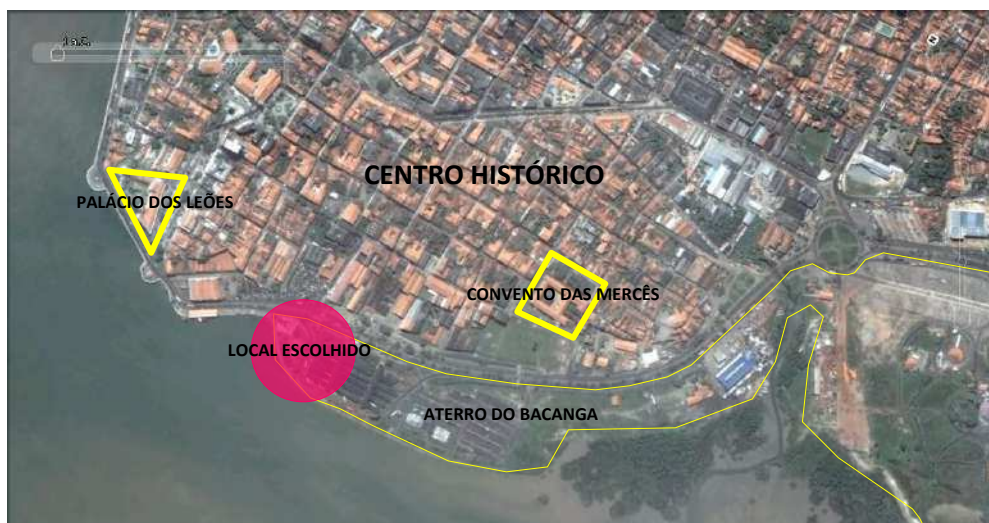 CENTRO HISTÓRICO
PALÁCIO DOS LEÕES
CONVENTO DAS MERCÊS
LOCAL ESCOLHIDO
ATERRO DO BACANGA